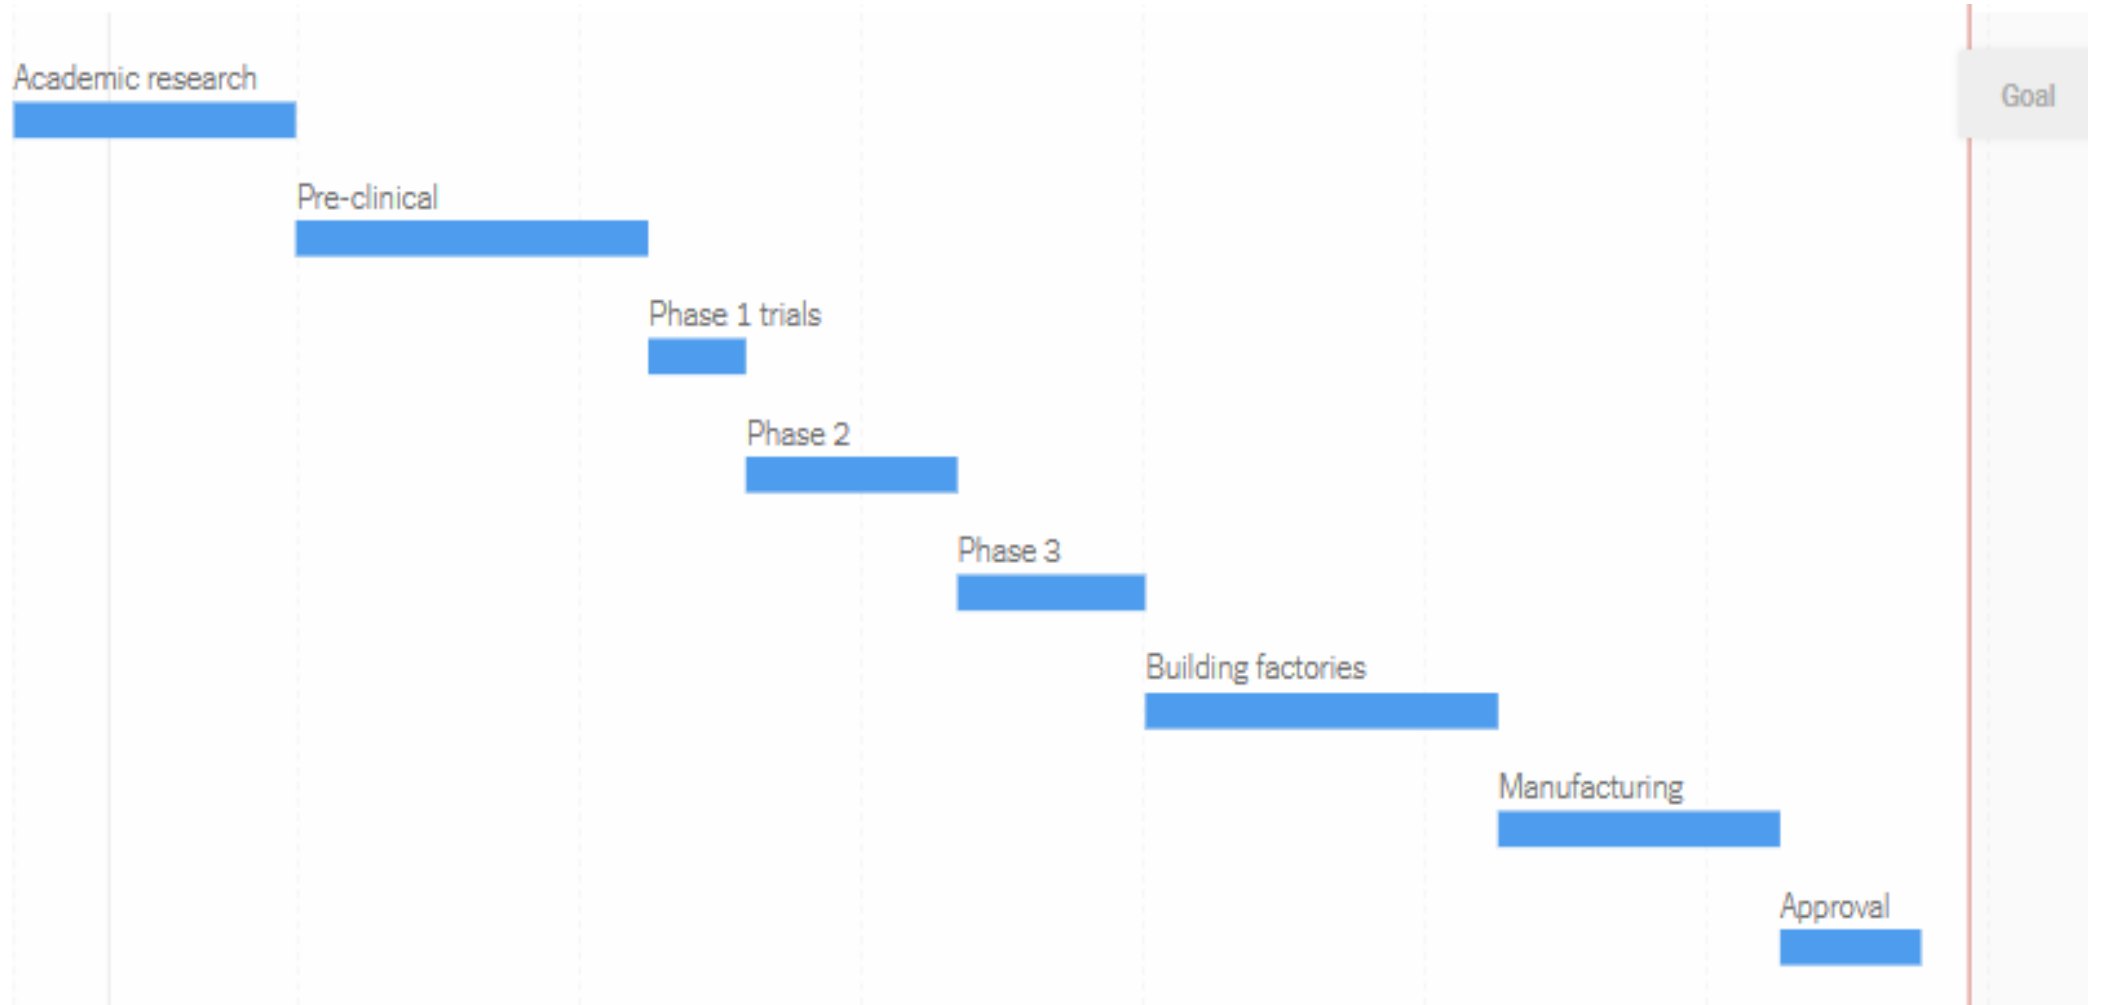 Academic research
Goal
Pre-clinical
Phase 1 trials
Phase 2
Phase 3
Building factories
Manufacturing
Approval